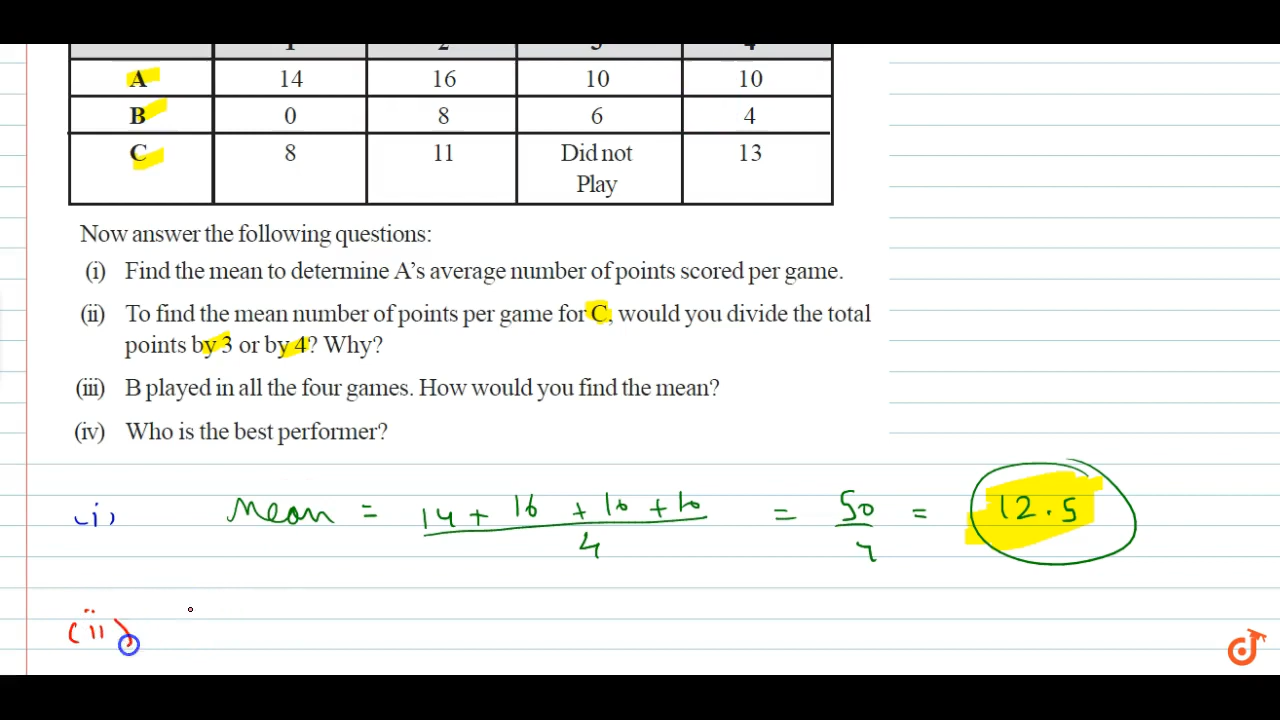 1 2 3 4
A 14 16 10 10
B 0 8 6 4
C 8 11 Did not 13
Play
Now answer the following questions:
(i) Find the mean to determine A's average number of points scored per game.
(ii) To find the mean number of points per game for C, would you divide the total
points by 3 or by 4? Why?
(iii) B played in all the four games. How would you find the mean?
(iv) Who is the best performer?
(i) Mean = 14 + 16 + 10 + 10 / 4 = 50 / 4 = 12.5
(ii)